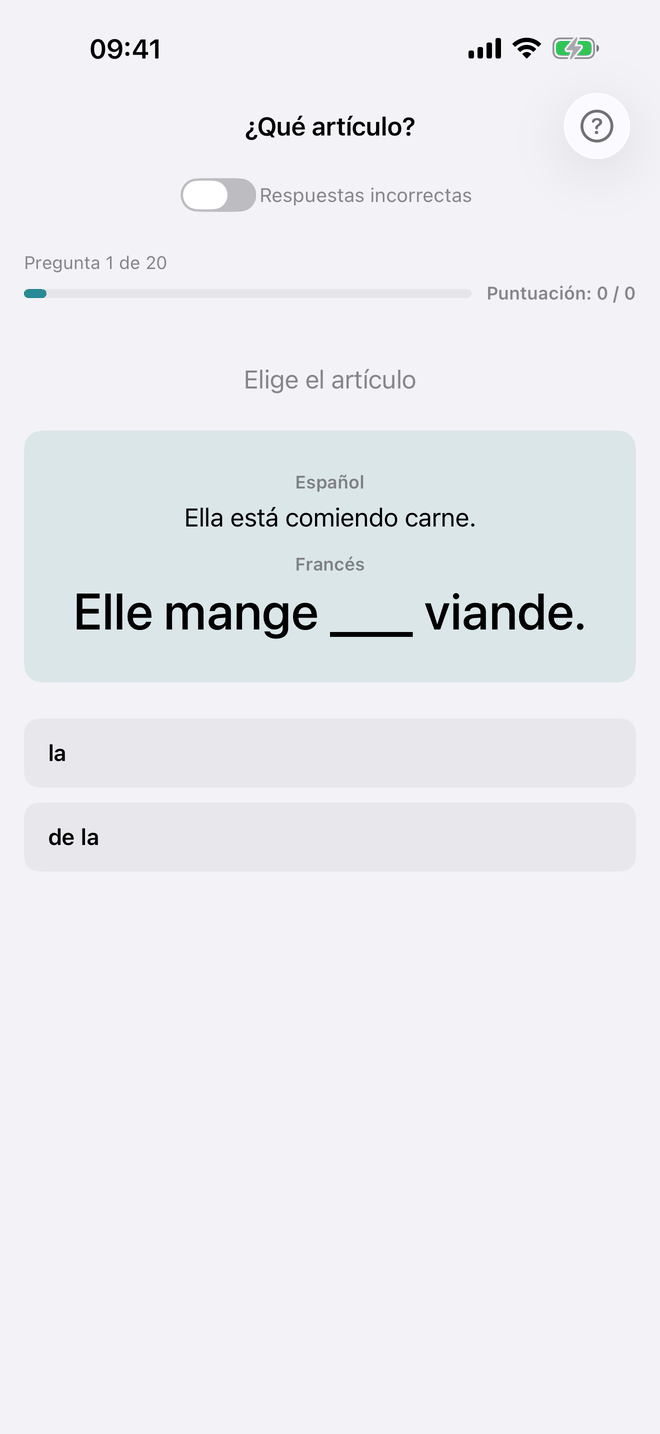 09:41
¿Qué artículo?
?
Respuestas incorrectas
Pregunta 1 de 20
Puntuación: 0 / 0
Elige el artículo
Español
Ella está comiendo carne.
Francés
Elle mange ____ viande.
la
de la